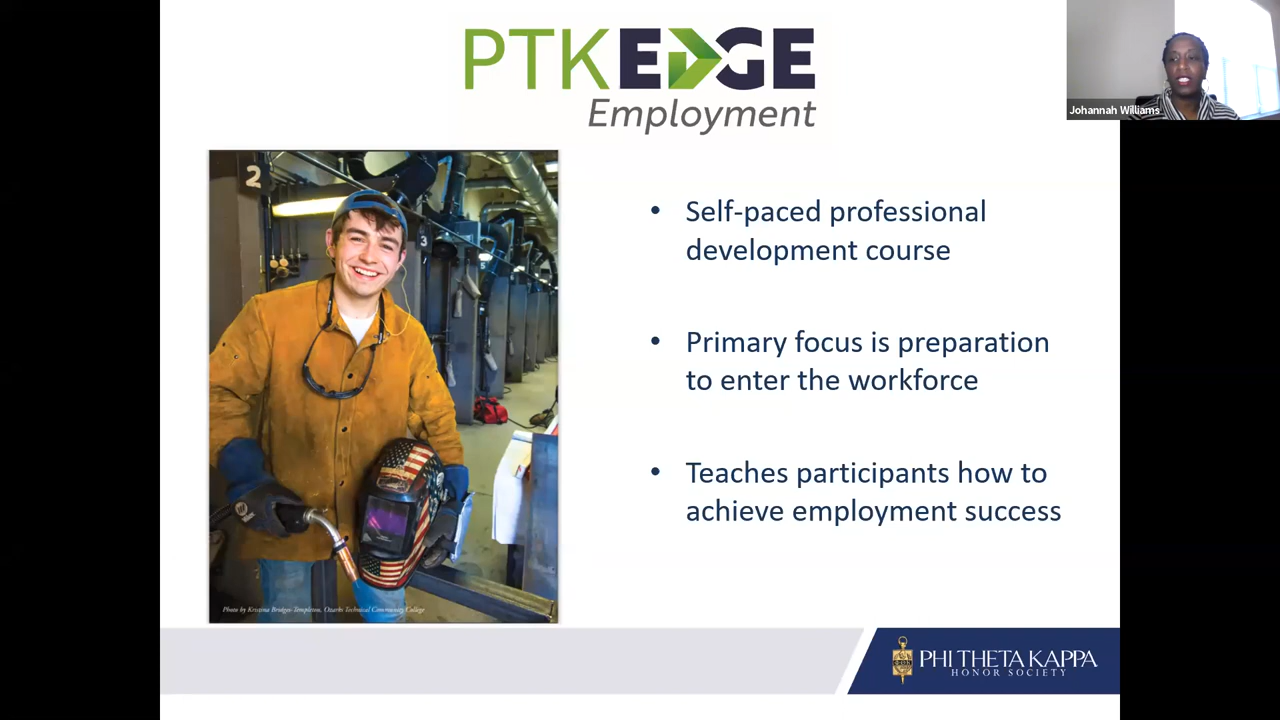 PTKEDGE
Employment
Johannah Williams
2
3
• Self-paced professional
development course
• Primary focus is preparation
to enter the workforce
• Teaches participants how to
achieve employment success
Photo by Kristina Bridges-Templeton, Ozarks Technical Community College
PHI THETA KAPPA
HONOR SOCIETY